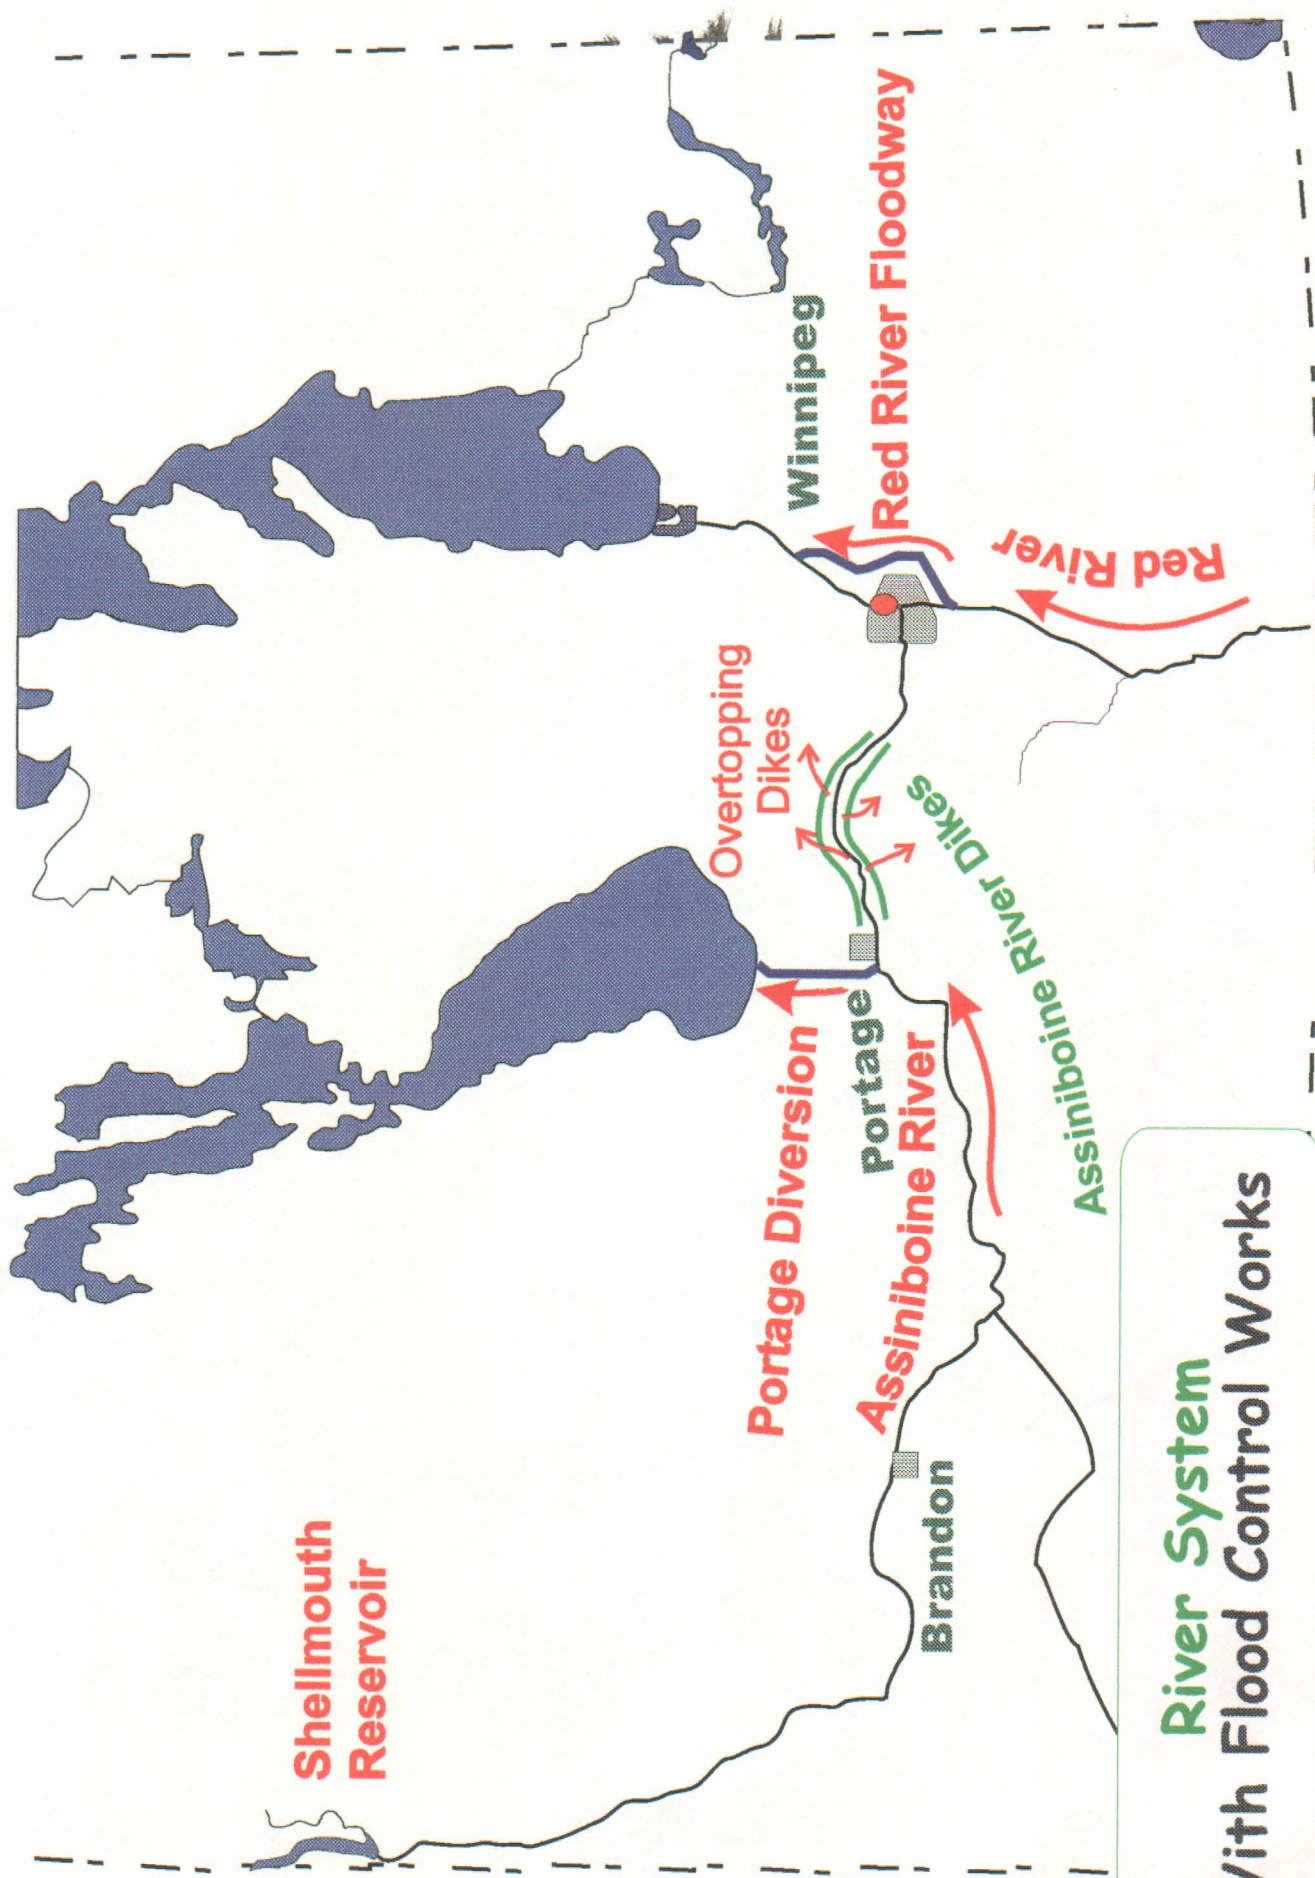 Shellmouth
Reservoir
Portage Diversion
Assiniboine River
Brandon
Portage
Overtopping
Dikes
Assiniboine River Dikes
Winnipeg
Red River Floodway
Red River
River System
With Flood Control Works